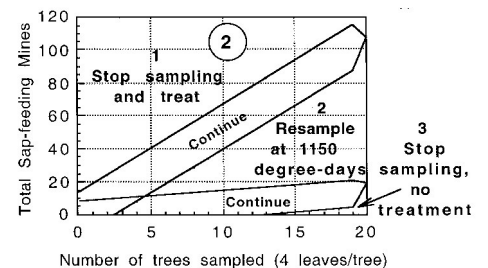 120
100
80
60
40
20
0
Total Sap-feeding Mines
2
1
Stop sampling
and treat
Continue
2
Resample
at 1150
degree-days
3
Stop
sampling,
no
treatment
Continue
0 5 10 15 20
Number of trees sampled (4 leaves/tree)